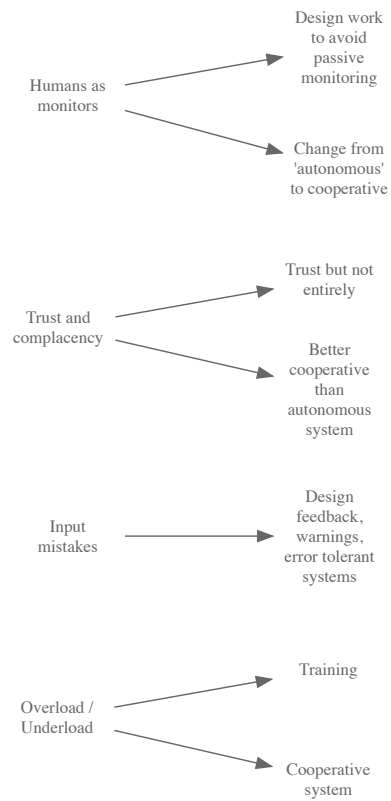 Humans as
monitors
Design work
to avoid
passive
monitoring
Change from
'autonomous'
to cooperative
Trust and
complacency
Trust but not
entirely
Better
cooperative
than
autonomous
system
Input
mistakes
Design
feedback,
warnings,
error tolerant
systems
Overload /
Underload
Training
Cooperative
system